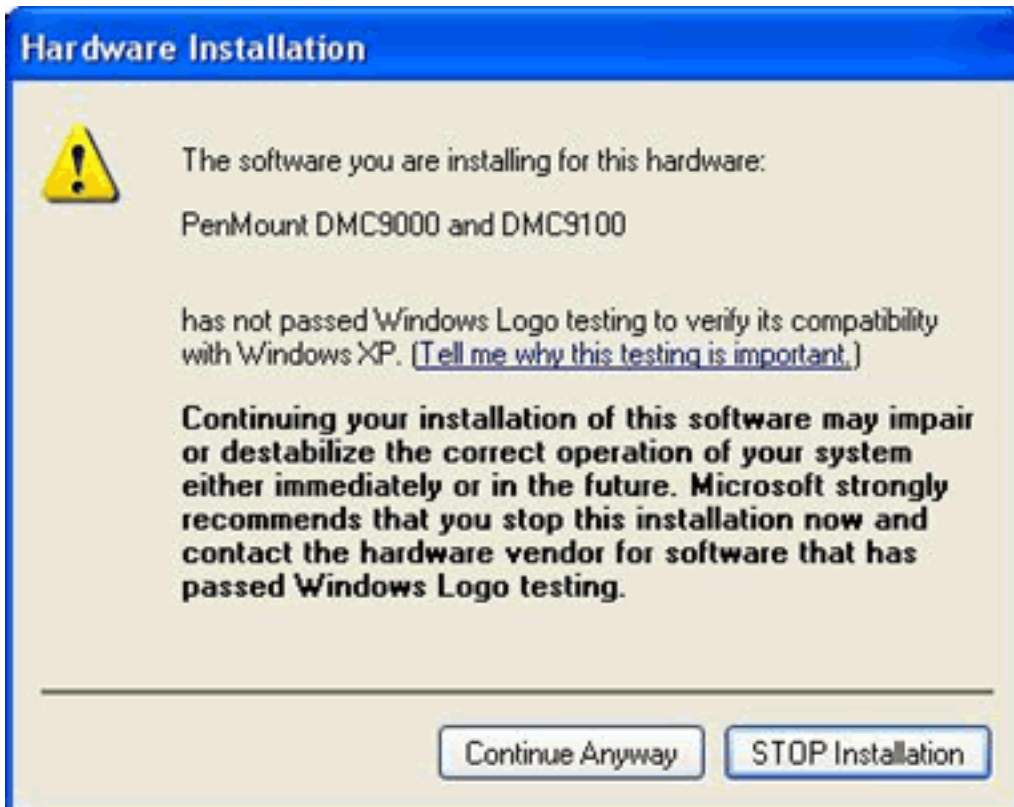 Hardware Installation
The software you are installing for this hardware:
PenMount DMC9000 and DMC9100
has not passed Windows Logo testing to verify its compatibility
with Windows XP. (Tell me why this testing is important.)
Continuing your installation of this software may impair
or destabilize the correct operation of your system
either immediately or in the future. Microsoft strongly
recommends that you stop this installation now and
contact the hardware vendor for software that has
passed Windows Logo testing.
Continue Anyway
STOP Installation